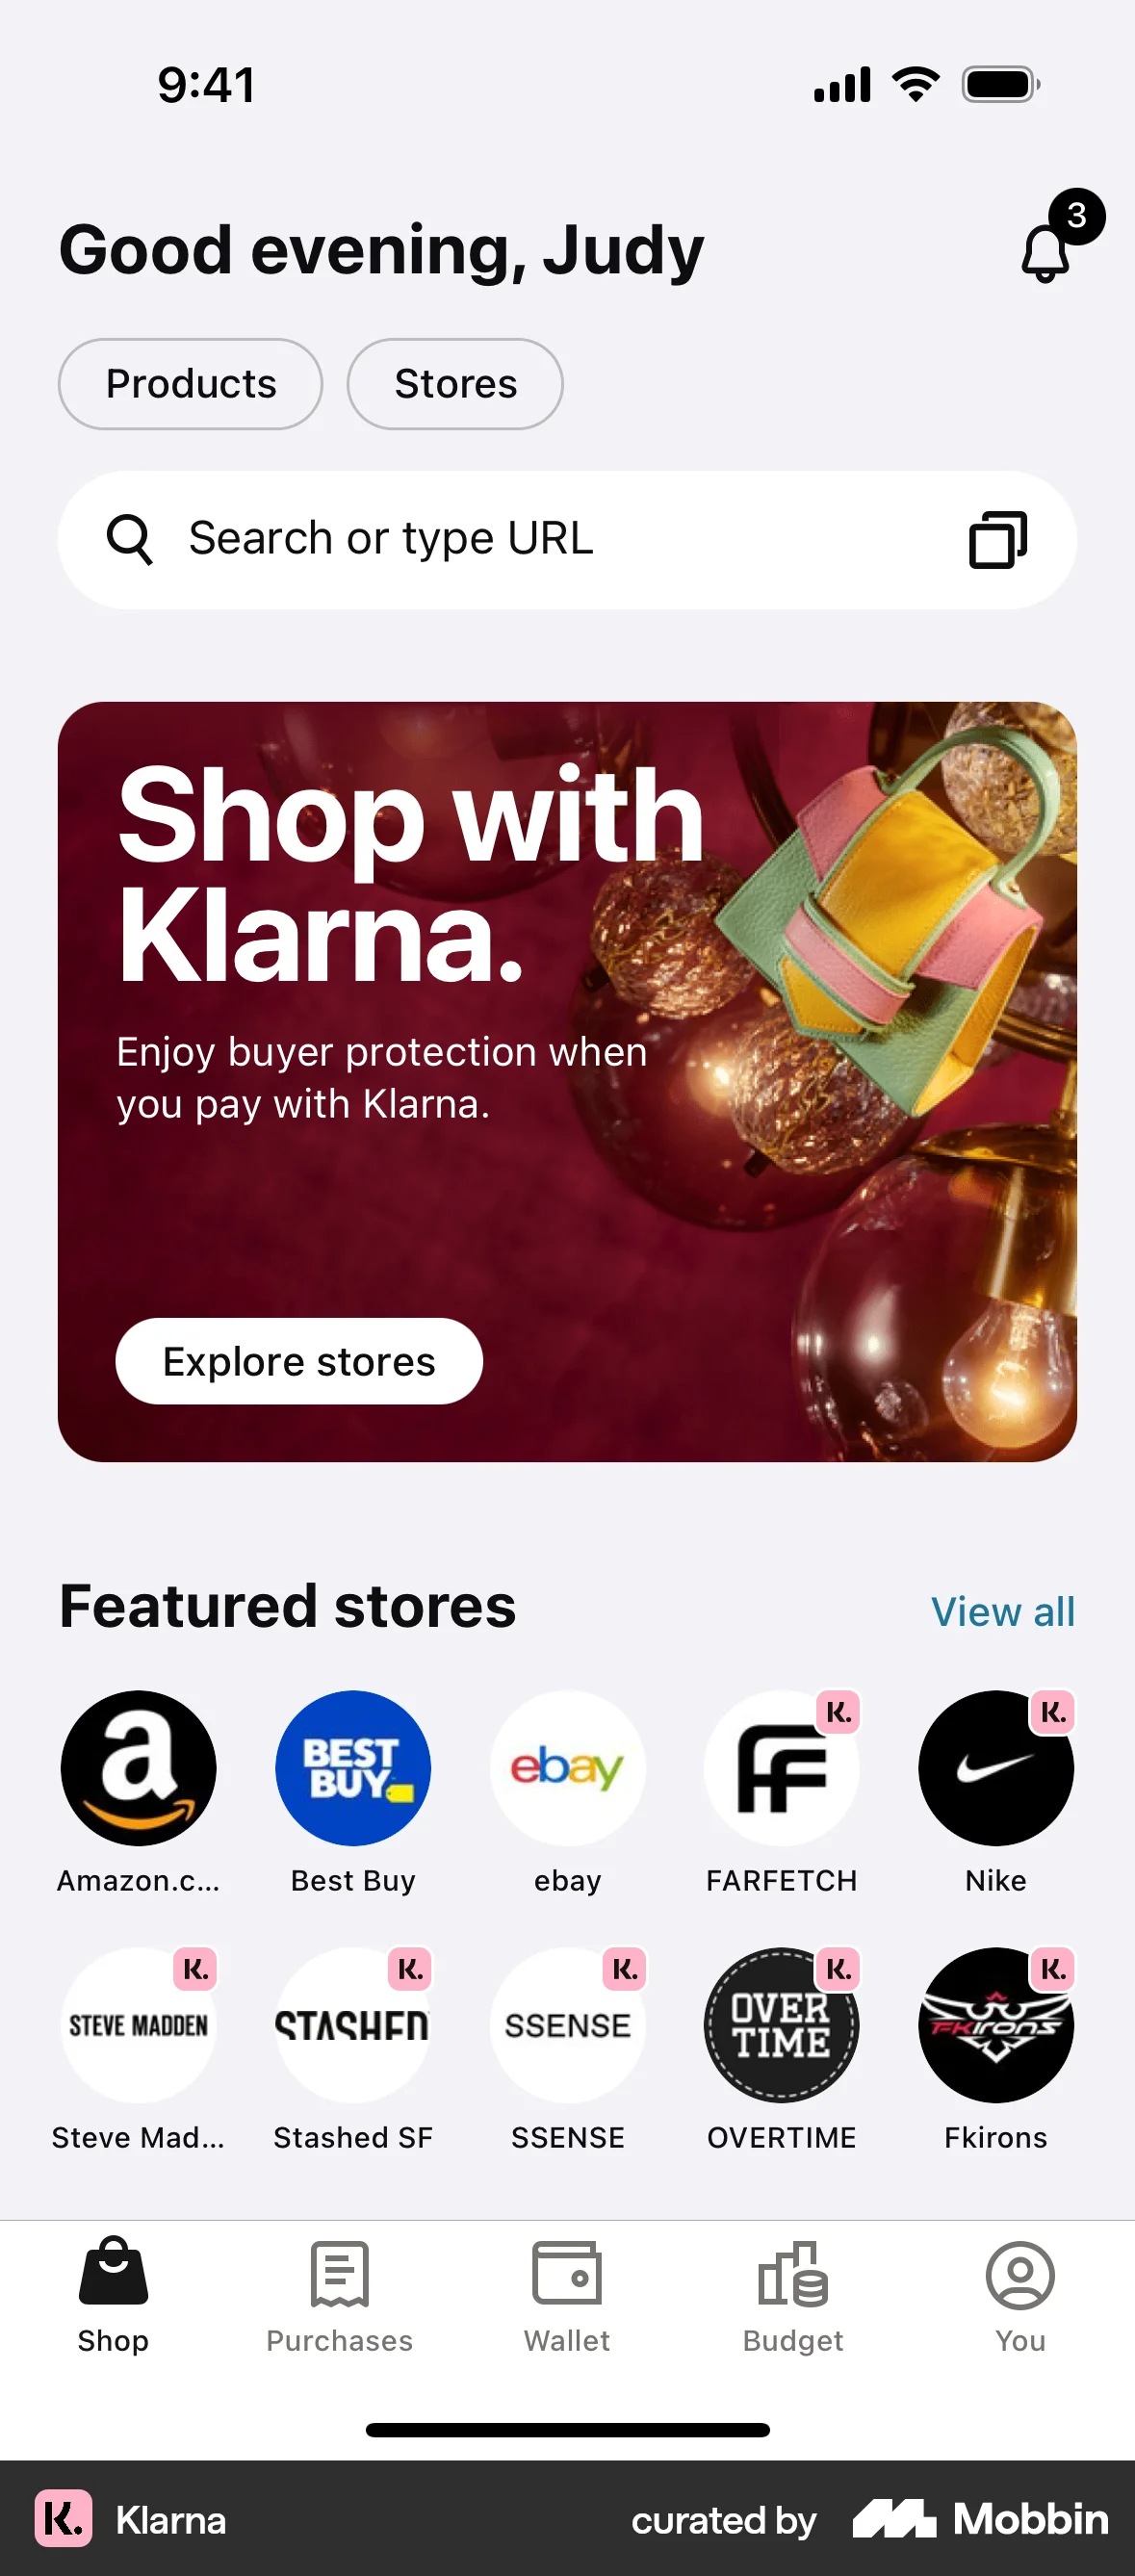 9:41
Good evening, Judy
3
Products
Stores
Search or type URL
Shop with
Klarna.
Enjoy buyer protection when
you pay with Klarna.
Explore stores
Featured stores
View all
a
BEST
BUY
ebay
FF
K.
K.
Amazon.c...
Best Buy
ebay
FARFETCH
Nike
STEVE MADDEN
K.
STASHED
K.
SSENSE
K.
OVER
TIME
K.
FKIRONS
K.
Steve Mad...
Stashed SF
SSENSE
OVERTIME
Fkirons
Shop
Purchases
Wallet
Budget
You
K.
Klarna
curated by
Mobbin